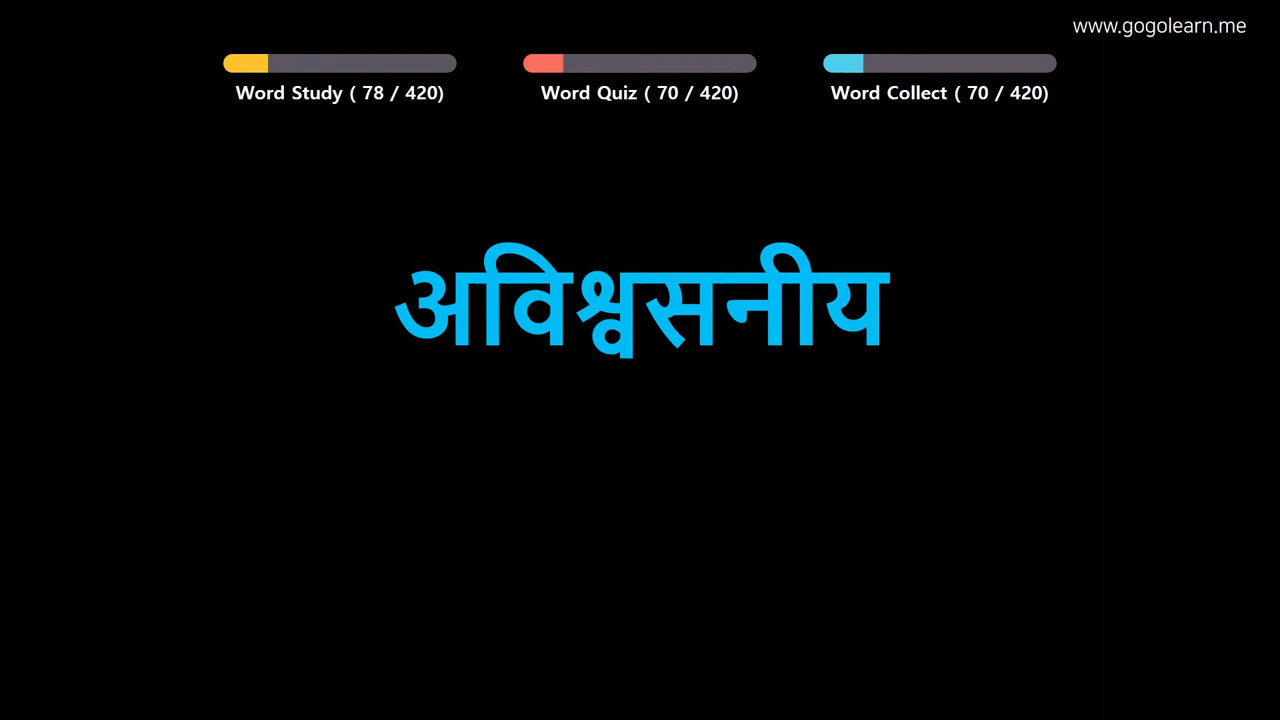 www.gogolearn.me
Word Study ( 78 / 420)
Word Quiz ( 70 / 420)
Word Collect ( 70 / 420)
अविश्वसनीय